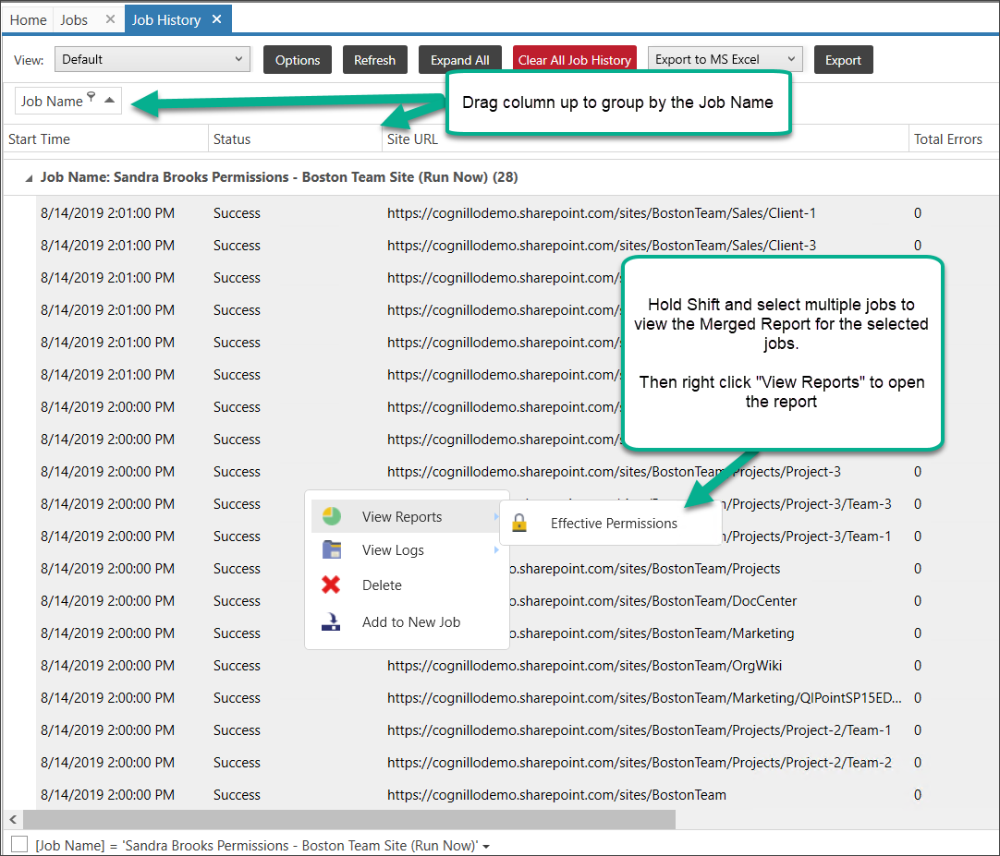 Home Jobs Job History
View: Default Options Refresh Expand All Clear All Job History Export to MS Excel Export
Job Name
Drag column up to group by the Job Name
Start Time Status Site URL Total Errors
Job Name: Sandra Brooks Permissions - Boston Team Site (Run Now) (28)
8/14/2019 2:01:00 PM Success https://cognillodemo.sharepoint.com/sites/BostonTeam/Sales/Client-1 0
8/14/2019 2:01:00 PM Success https://cognillodemo.sharepoint.com/sites/BostonTeam/Sales/Client-3 0
8/14/2019 2:01:00 PM Success https://cognillodemo.sharepoint.com/
8/14/2019 2:01:00 PM Success https://cognillodemo.sharepoint.com/
8/14/2019 2:01:00 PM Success https://cognillodemo.sharepoint.com/
8/14/2019 2:01:00 PM Success https://cognillodemo.sharepoint.com/
8/14/2019 2:00:00 PM Success https://cognillodemo.sharepoint.com/
8/14/2019 2:00:00 PM Success https://cognillodemo.sharepoint.com/
Hold Shift and select multiple jobs to
view the Merged Report for the selected
jobs.
Then right click "View Reports" to open
the report
8/14/2019 2:00:00 PM Success https://cognillodemo.sharepoint.com/sites/BostonTeam/Projects/Project-3 0
8/14/2019 2:00:00 PM Success /Projects/Project-3/Team-3 0
8/14/2019 2:00:00 PM Success /Projects/Project-3/Team-1 0
8/14/2019 2:00:00 PM Success o.sharepoint.com/sites/BostonTeam/Projects 0
8/14/2019 2:00:00 PM Success o.sharepoint.com/sites/BostonTeam/DocCenter 0
8/14/2019 2:00:00 PM Success o.sharepoint.com/sites/BostonTeam/Marketing 0
View Reports
Effective Permissions
View Logs
Delete
Add to New Job
8/14/2019 2:00:00 PM Success https://cognillodemo.sharepoint.com/sites/BostonTeam/OrgWiki 0
8/14/2019 2:00:00 PM Success https://cognillodemo.sharepoint.com/sites/BostonTeam/Marketing/QIPointSP15ED... 0
8/14/2019 2:00:00 PM Success https://cognillodemo.sharepoint.com/sites/BostonTeam/Projects/Project-2/Team-1 0
8/14/2019 2:00:00 PM Success https://cognillodemo.sharepoint.com/sites/BostonTeam/Projects/Project-2/Team-2 0
8/14/2019 2:00:00 PM Success https://cognillodemo.sharepoint.com/sites/BostonTeam 0
[Job Name] = 'Sandra Brooks Permissions - Boston Team Site (Run Now)'